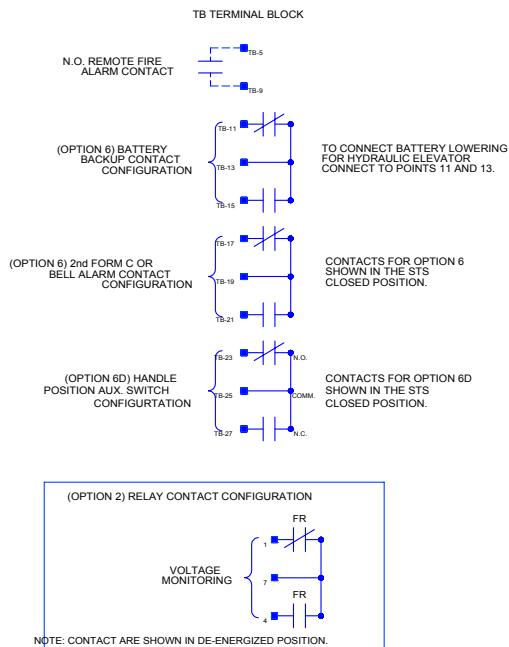 TB TERMINAL BLOCK
N.O. REMOTE FIRE
ALARM CONTACT
TB-5
TB-9
(OPTION 6) BATTERY
BACKUP CONTACT
CONFIGURATION
TB-11
TB-13
TB-15
TO CONNECT BATTERY LOWERING
FOR HYDRAULIC ELEVATOR
CONNECT TO POINTS 11 AND 13.
(OPTION 6) 2nd FORM C OR
BELL ALARM CONTACT
CONFIGURATION
TB-17
TB-19
TB-21
CONTACTS FOR OPTION 6
SHOWN IN THE STS
CLOSED POSITION.
(OPTION 6D) HANDLE
POSITION AUX. SWITCH
CONFIGURTATION
TB-23
N.O.
TB-25
COMM.
TB-27
N.C.
CONTACTS FOR OPTION 6D
SHOWN IN THE STS
CLOSED POSITION.
(OPTION 2) RELAY CONTACT CONFIGURATION
FR
1
VOLTAGE
MONITORING
7
FR
4
NOTE: CONTACT ARE SHOWN IN DE-ENERGIZED POSITION.